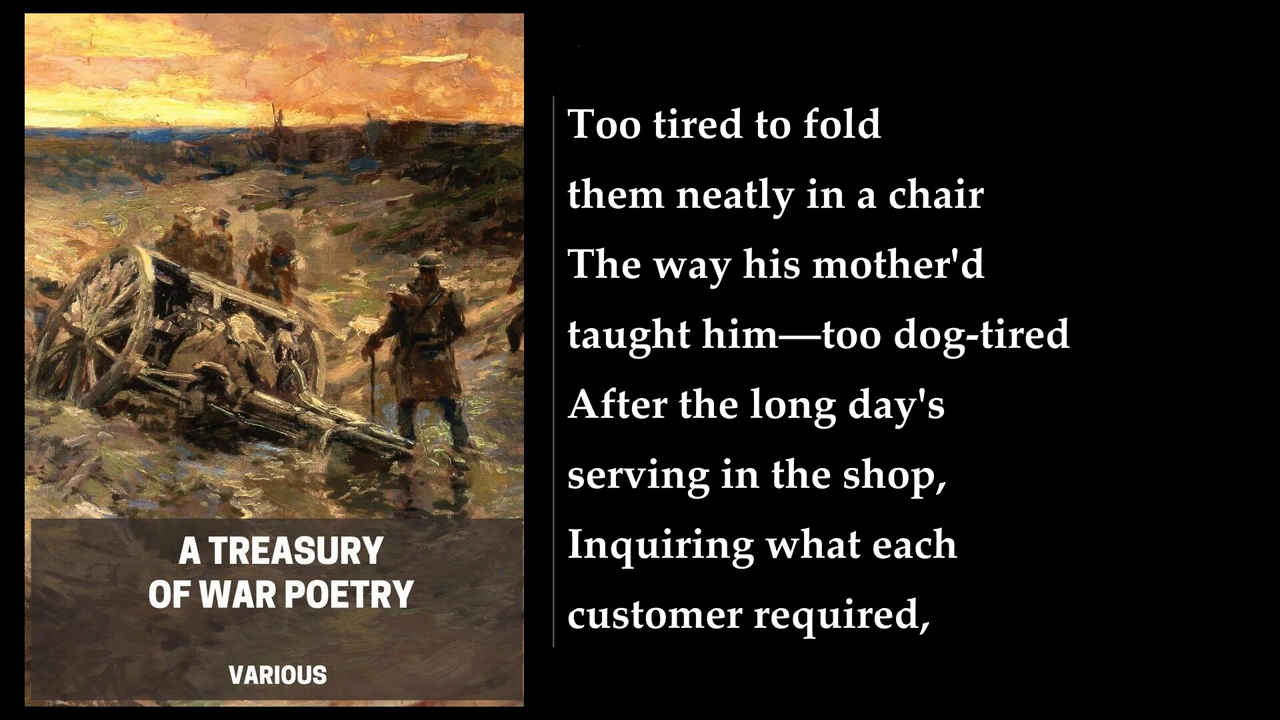 A TREASURY
OF WAR POETRY
VARIOUS
Too tired to fold
them neatly in a chair
The way his mother'd
taught him—too dog-tired
After the long day's
serving in the shop,
Inquiring what each
customer required,